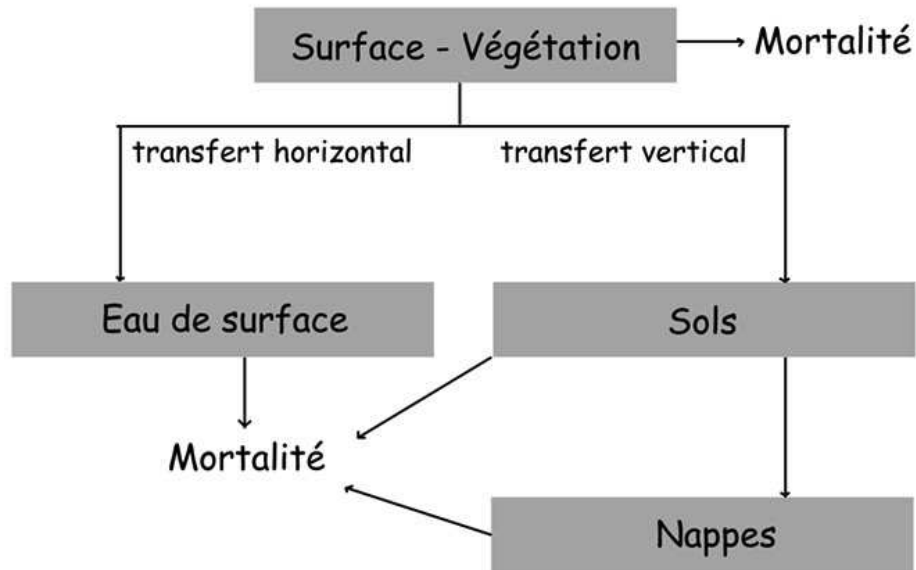 Surface - Végétation
Mortalité
transfert horizontal
transfert vertical
Eau de surface
Sols
Mortalité
Nappes